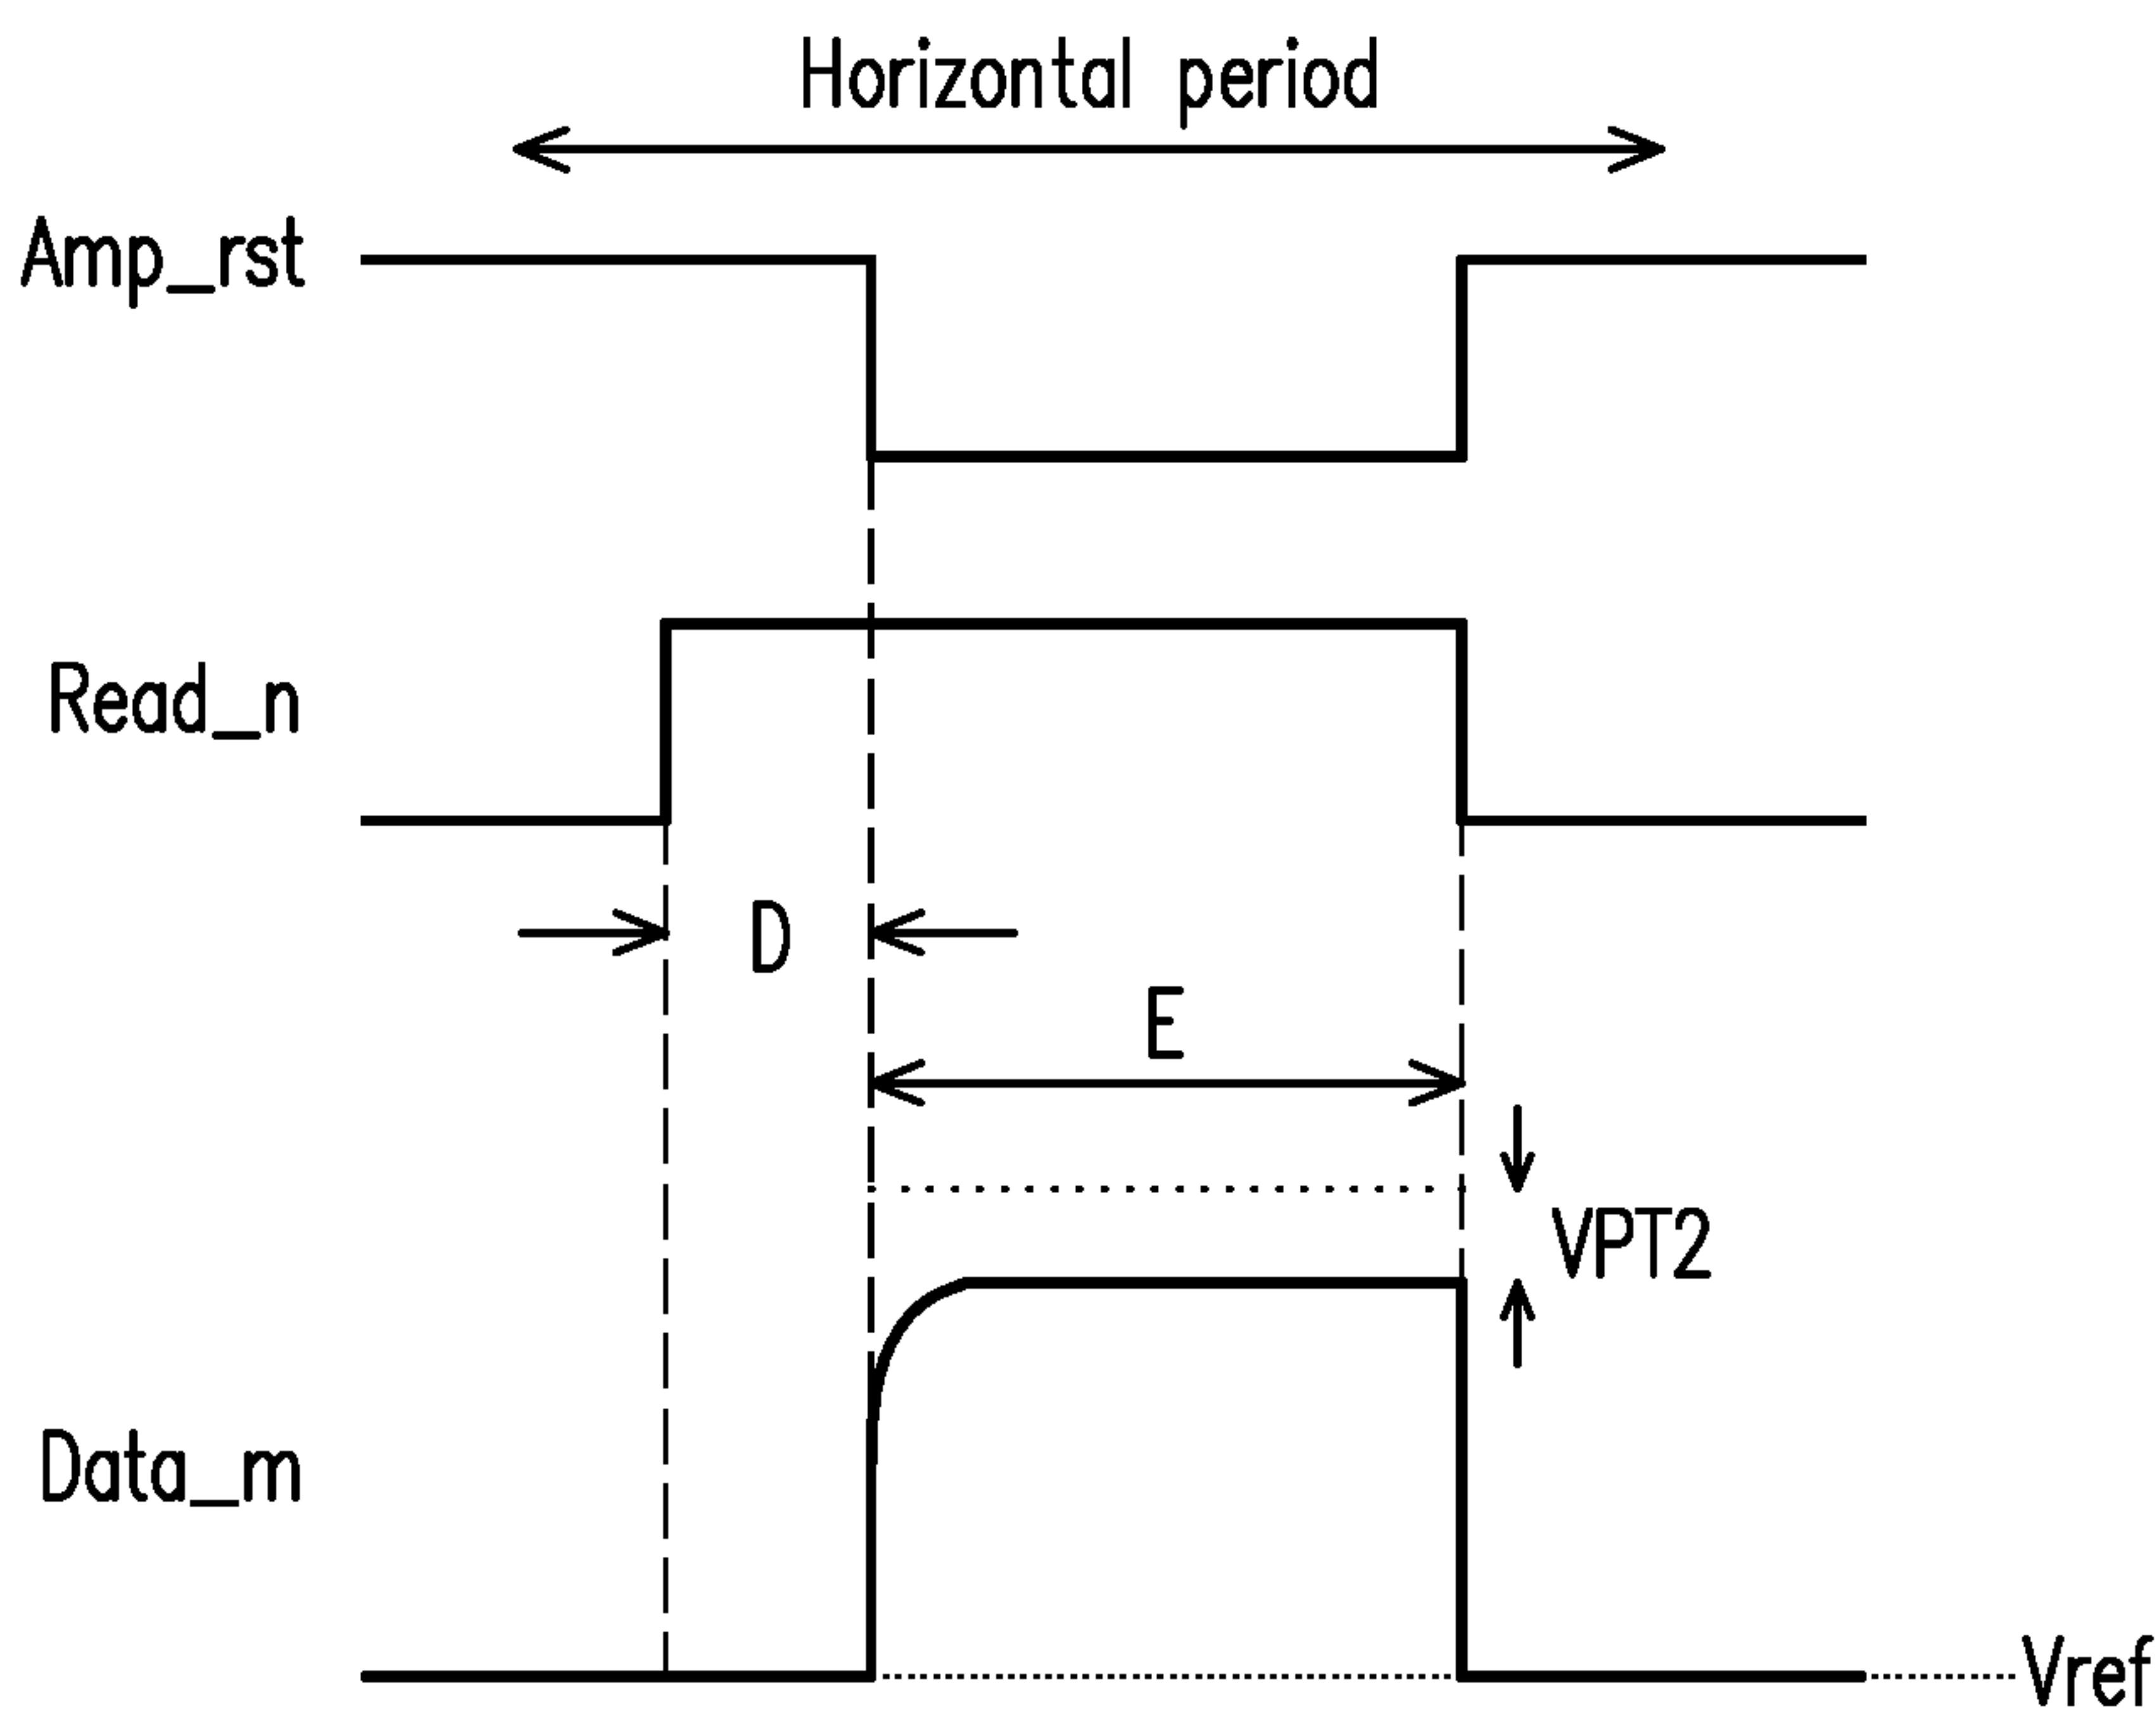 Horizontal period
Amp_rst
Read_n
D
E
VPT2
Data_m
Vref